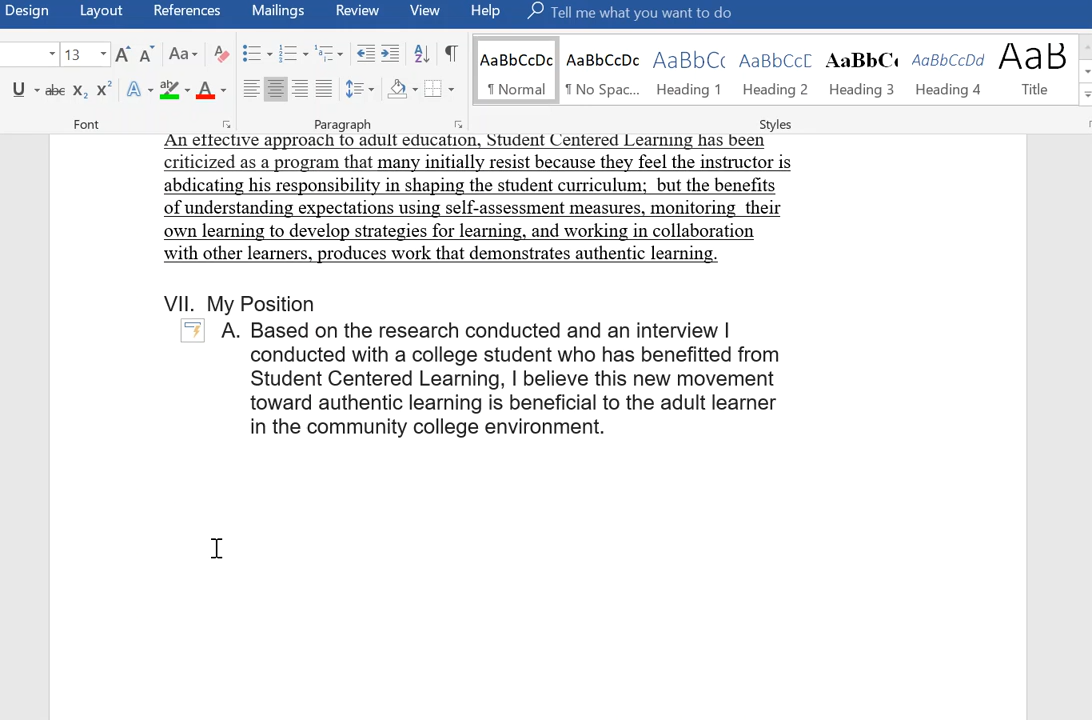 Design Layout References Mailings Review View Help Tell me what you want to do
13 A A Aa A AaBbCcDc AaBbCcDc AaBbCc AaBbCcD AaBbCc AaBbCcDd AaB
U abc X2 X2 A ab A ¶ Normal ¶ No Spac... Heading 1 Heading 2 Heading 3 Heading 4 Title
Font Paragraph Styles
An effective approach to adult education, Student Centered Learning has been
criticized as a program that many initially resist because they feel the instructor is
abdicating his responsibility in shaping the student curriculum;  but the benefits
of understanding expectations using self-assessment measures, monitoring  their
own learning to develop strategies for learning, and working in collaboration
with other learners, produces work that demonstrates authentic learning.
VII.  My Position
A. Based on the research conducted and an interview I
conducted with a college student who has benefitted from
Student Centered Learning, I believe this new movement
toward authentic learning is beneficial to the adult learner
in the community college environment.